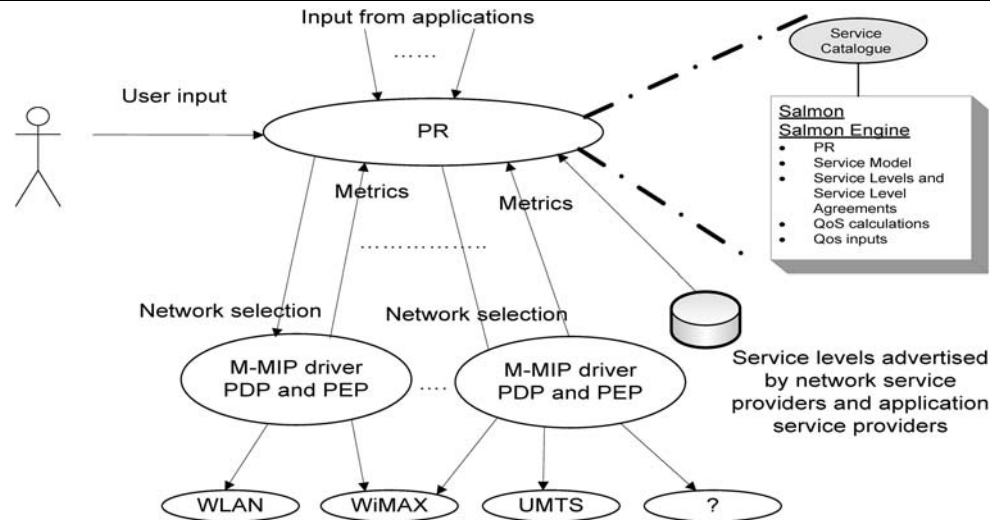 Input from applications
......
User input
PR
Service
Catalogue
Salmon
Salmon Engine
• PR
• Service Model
• Service Levels and
Service Level
Agreements
• QoS calculations
• Qos inputs
Metrics
Metrics
..................
Network selection
Network selection
M-MIP driver
PDP and PEP
....
M-MIP driver
PDP and PEP
Service levels advertised
by network service
providers and application
service providers
WLAN
WiMAX
UMTS
?